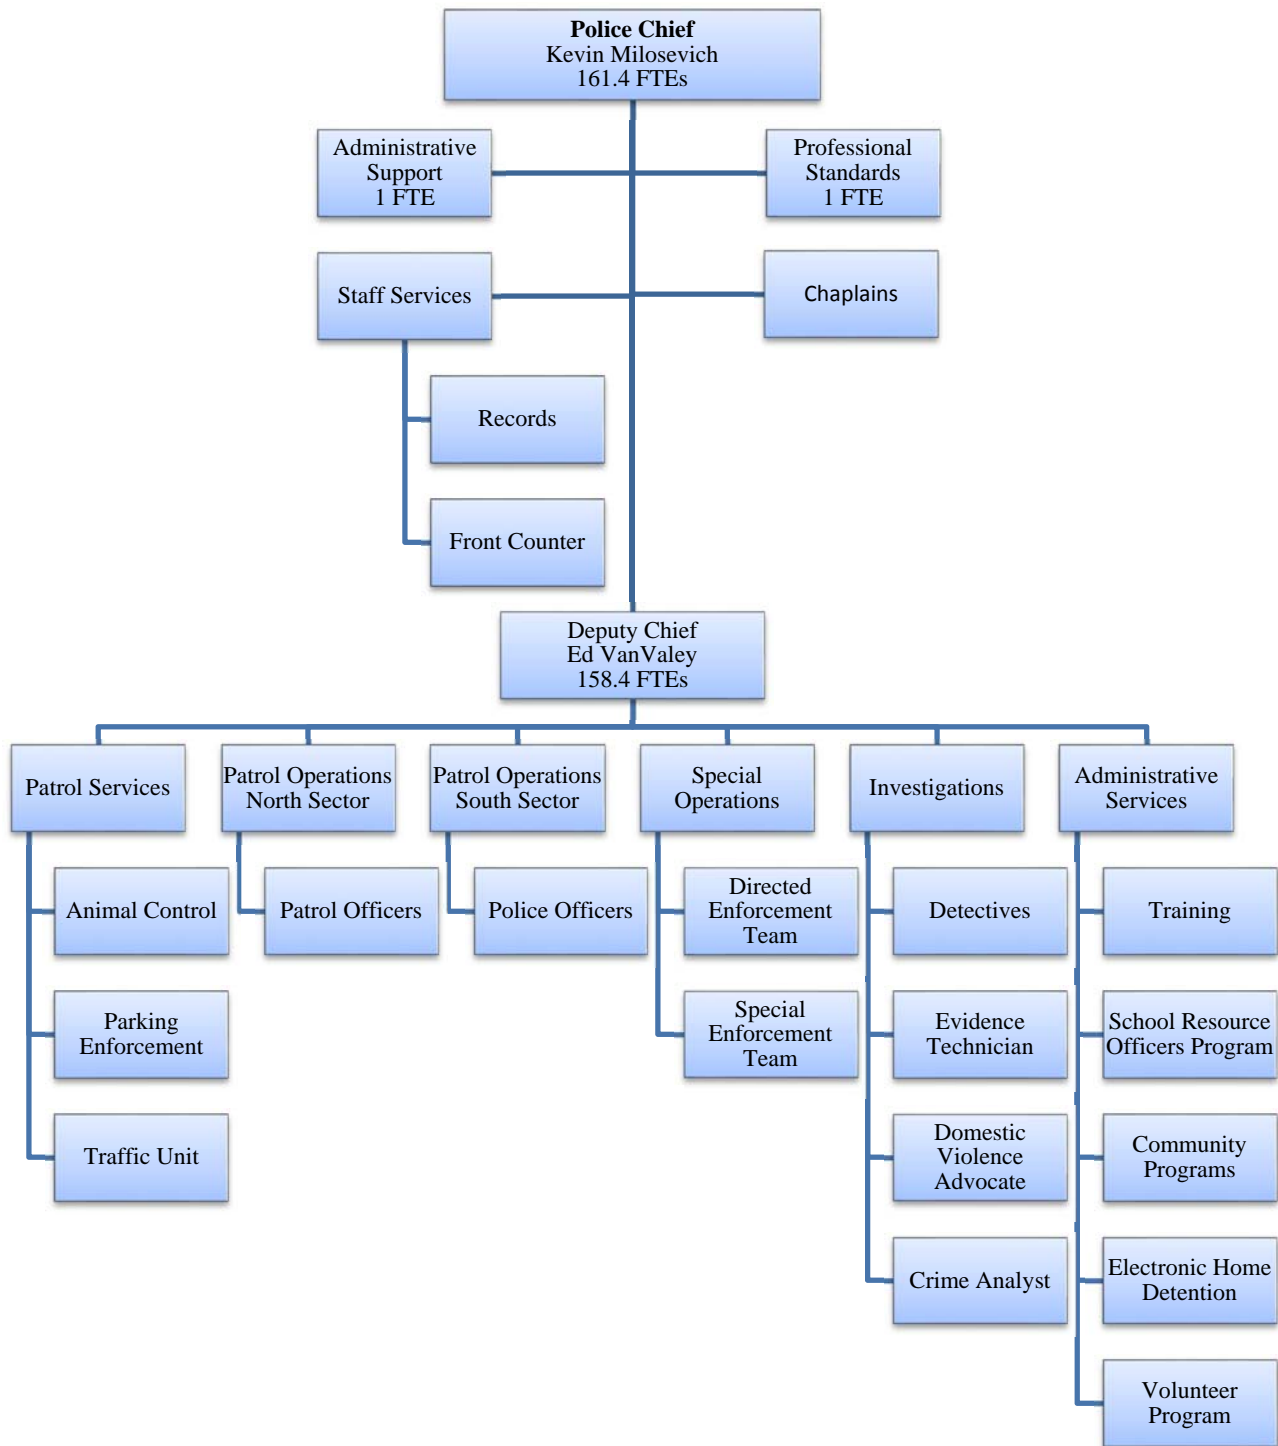 Police Chief
Kevin Milosevich
161.4 FTEs
Administrative
Support
1 FTE
Professional
Standards
1 FTE
Staff Services
Chaplains
Records
Front Counter
Deputy Chief
Ed VanValey
158.4 FTEs
Patrol Services
Patrol Operations
North Sector
Patrol Operations
South Sector
Special
Operations
Investigations
Administrative
Services
Animal Control
Patrol Officers
Police Officers
Directed
Enforcement
Team
Detectives
Training
Parking
Enforcement
Special
Enforcement
Team
Evidence
Technician
School Resource
Officers Program
Traffic Unit
Domestic
Violence
Advocate
Community
Programs
Crime Analyst
Electronic Home
Detention
Volunteer
Program